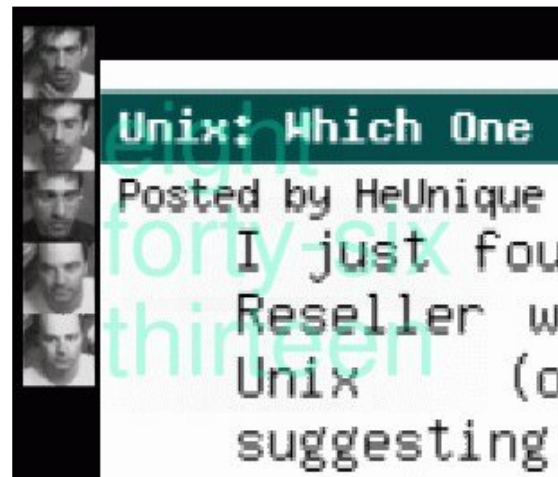 Unix: Which One
Posted by HeUnique
I just fou
Reseller w
Unix (o
suggesting
eight
forty-six
thirteen